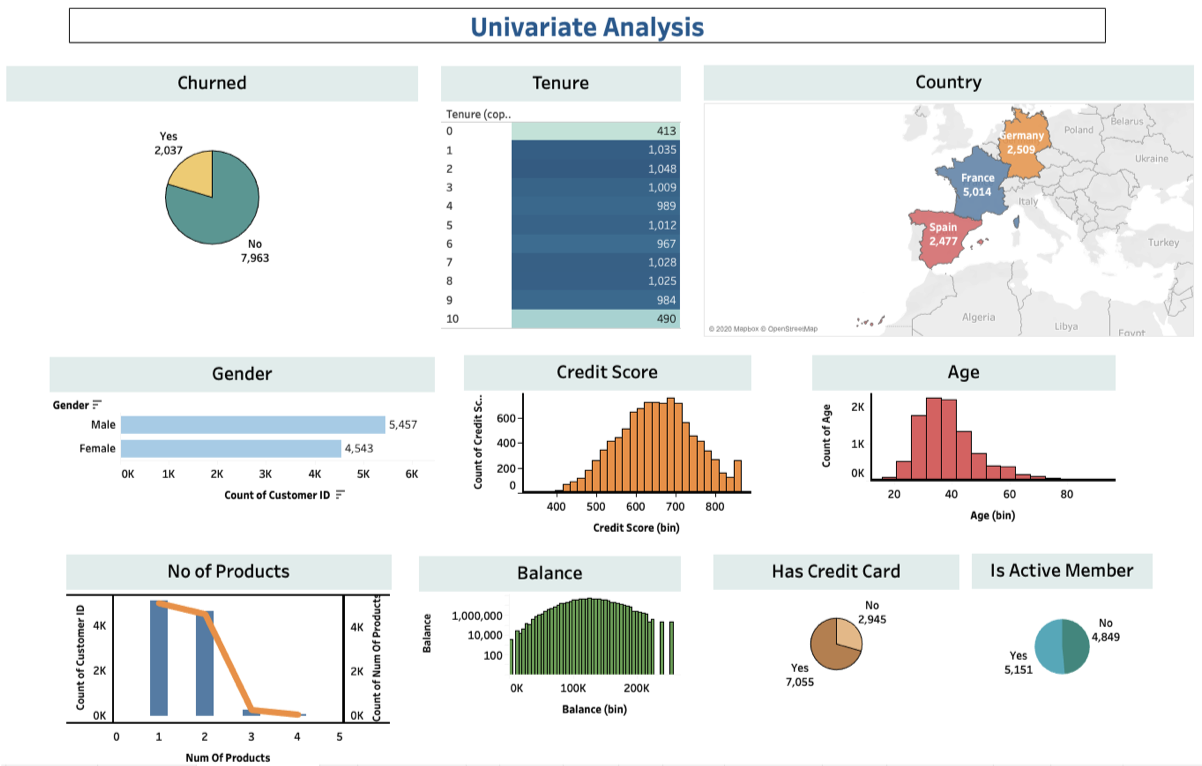 Univariate Analysis
Churned
Yes
2,037
No
7,963
Tenure
Tenure (cop..
0 413
1 1,035
2 1,048
3 1,009
4 989
5 1,012
6 967
7 1,028
8 1,025
9 984
10 490
Country
Germany
2,509
France
5,014
Spain
2,477
Poland
Belarus
Ukraine
Italy
Turkey
Algeria
Libya
Egypt
© 2020 Mapbox © OpenStreetMap
Gender
Gender
Male 5,457
Female 4,543
0K 1K 2K 3K 4K 5K 6K
Count of Customer ID
Credit Score
Count of Credit Sc..
600
400
200
0
400 500 600 700 800
Credit Score (bin)
Age
Count of Age
2K
1K
0K
20 40 60 80
Age (bin)
No of Products
Count of Customer ID
4K
2K
0K
4K
2K
0K
Count of Num Of Products
0 1 2 3 4 5
Num Of Products
Balance
Balance
1,000,000
10,000
100
0K 100K 200K
Balance (bin)
Has Credit Card
No
2,945
Yes
7,055
Is Active Member
No
4,849
Yes
5,151